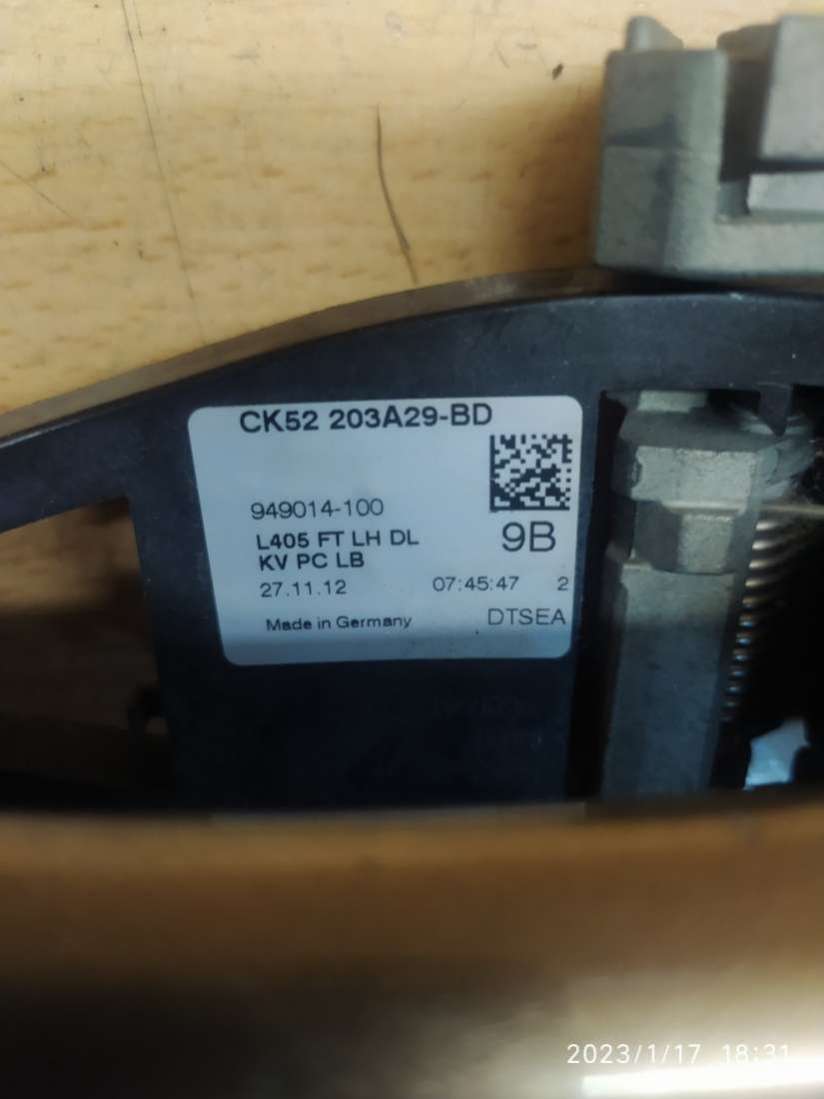 CK52 203A29-BD
949014-100
L405 FT LH DL
KV PC LB
9B
27.11.12 07:45:47 2
Made in Germany DTSEA
2023/1/17 18:31